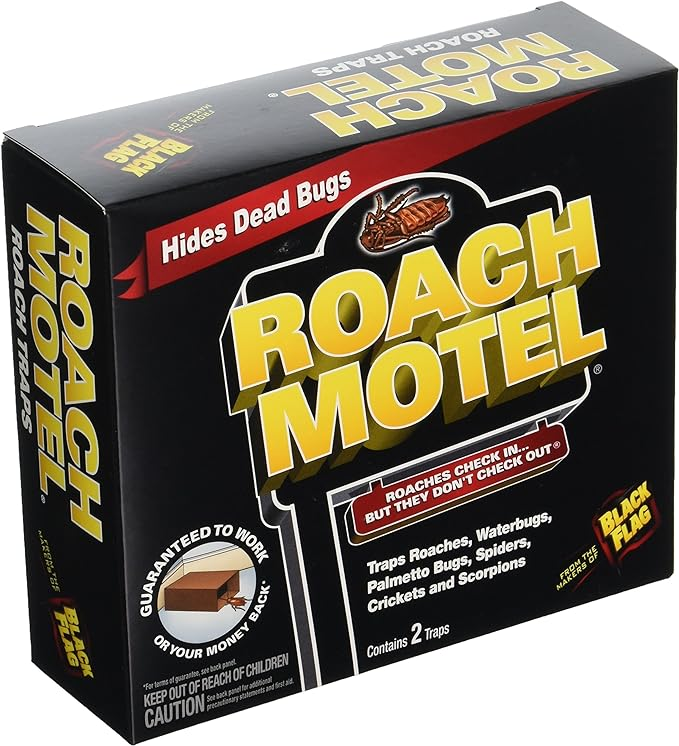 ROACH
MOTEL®
ROACH TRAPS
FROM THE
MAKERS OF
BLACK
FLAG
Hides Dead Bugs
ROACH
MOTEL®
ROACHES CHECK IN...
BUT THEY DON'T CHECK OUT®
Traps Roaches, Waterbugs,
Palmetto Bugs, Spiders,
Crickets and Scorpions
Contains 2 Traps
FROM THE
MAKERS OF
BLACK
FLAG
GUARANTEED TO WORK
OR YOUR MONEY BACK*
*For terms of guarantee, see back panel.
KEEP OUT OF REACH OF CHILDREN
CAUTION See back panel for additional
precautionary statements and first aid.
ROACH
MOTEL®
ROACH TRAPS
FROM THE
MAKERS OF
BLACK
FLAG